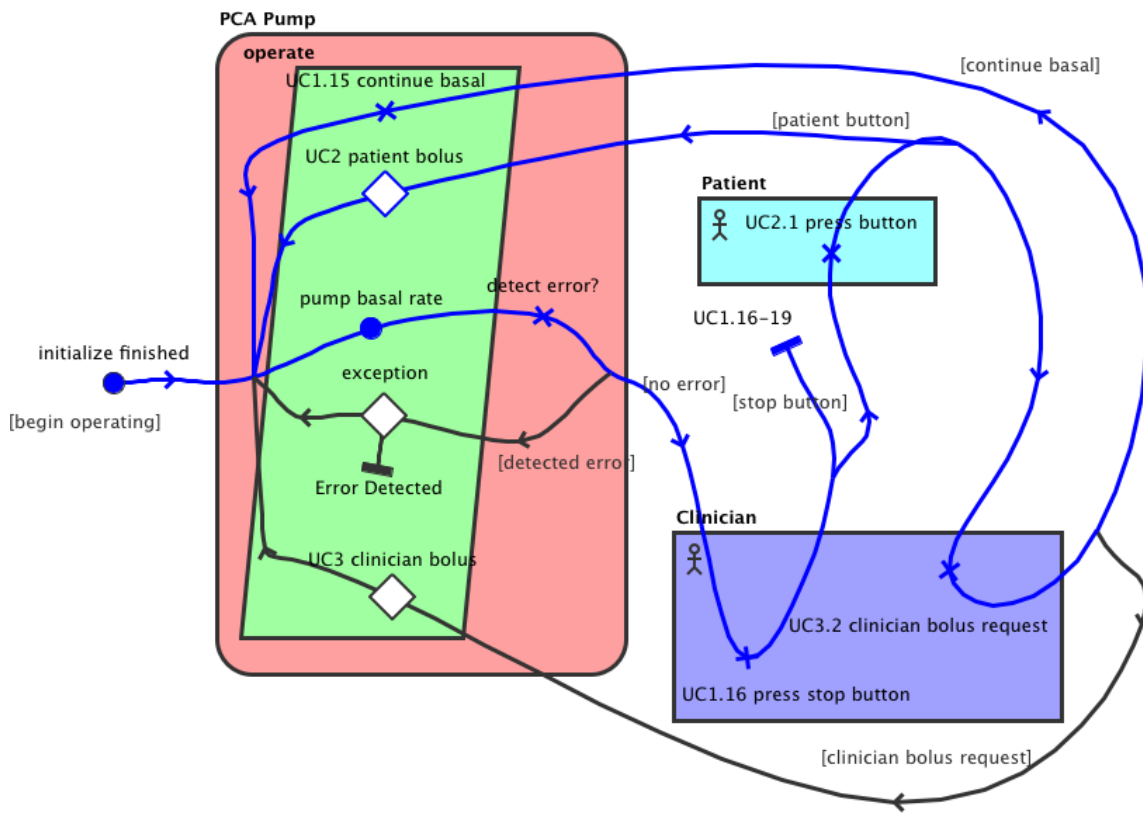 PCA Pump
operate
[continue basal]
UC1.15 continue basal
[patient button]
UC2 patient bolus
Patient
UC2.1 press button
detect error?
pump basal rate
UC1.16-19
initialize finished
exception
[no error]
[stop button]
[begin operating]
[detected error]
Error Detected
Clinician
UC3 clinician bolus
UC3.2 clinician bolus request
UC1.16 press stop button
[clinician bolus request]